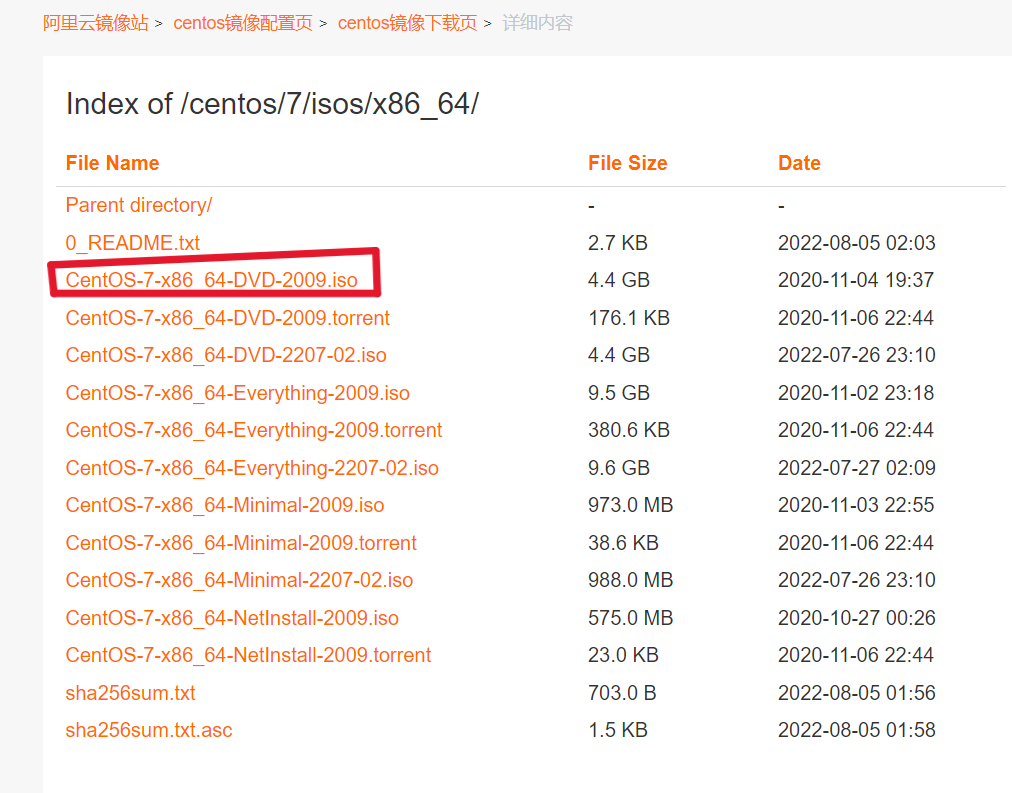 阿里云镜像站 > centos镜像配置页 > centos镜像下载页 > 详细内容
Index of /centos/7/isos/x86_64/
File Name File Size Date
Parent directory/ - -
0_README.txt 2.7 KB 2022-08-05 02:03
CentOS-7-x86_64-DVD-2009.iso 4.4 GB 2020-11-04 19:37
CentOS-7-x86_64-DVD-2009.torrent 176.1 KB 2020-11-06 22:44
CentOS-7-x86_64-DVD-2207-02.iso 4.4 GB 2022-07-26 23:10
CentOS-7-x86_64-Everything-2009.iso 9.5 GB 2020-11-02 23:18
CentOS-7-x86_64-Everything-2009.torrent 380.6 KB 2020-11-06 22:44
CentOS-7-x86_64-Everything-2207-02.iso 9.6 GB 2022-07-27 02:09
CentOS-7-x86_64-Minimal-2009.iso 973.0 MB 2020-11-03 22:55
CentOS-7-x86_64-Minimal-2009.torrent 38.6 KB 2020-11-06 22:44
CentOS-7-x86_64-Minimal-2207-02.iso 988.0 MB 2022-07-26 23:10
CentOS-7-x86_64-NetInstall-2009.iso 575.0 MB 2020-10-27 00:26
CentOS-7-x86_64-NetInstall-2009.torrent 23.0 KB 2020-11-06 22:44
sha256sum.txt 703.0 B 2022-08-05 01:56
sha256sum.txt.asc 1.5 KB 2022-08-05 01:58